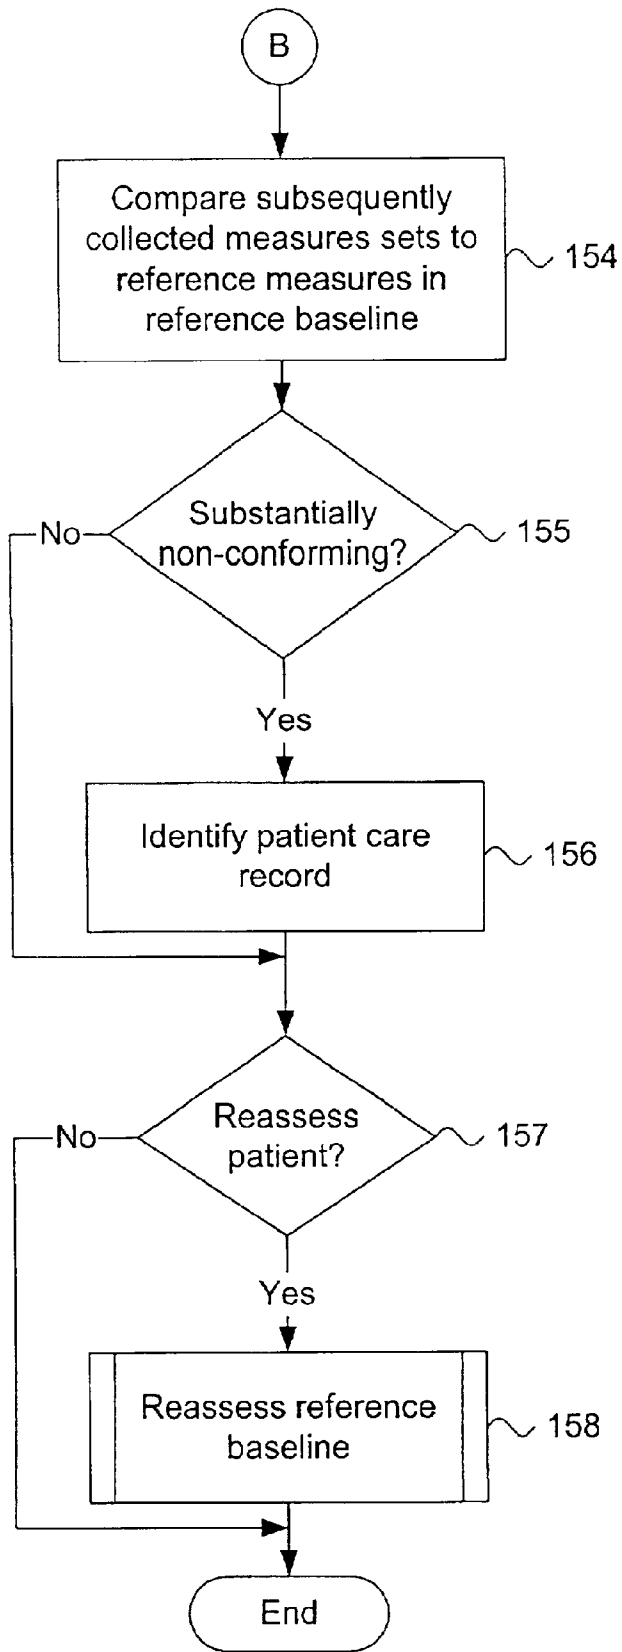 B
Compare subsequently
collected measures sets to
reference measures in
reference baseline
154
Substantially
non-conforming?
155
No
Yes
Identify patient care
record
156
Reassess
patient?
157
No
Yes
Reassess reference
baseline
158
End